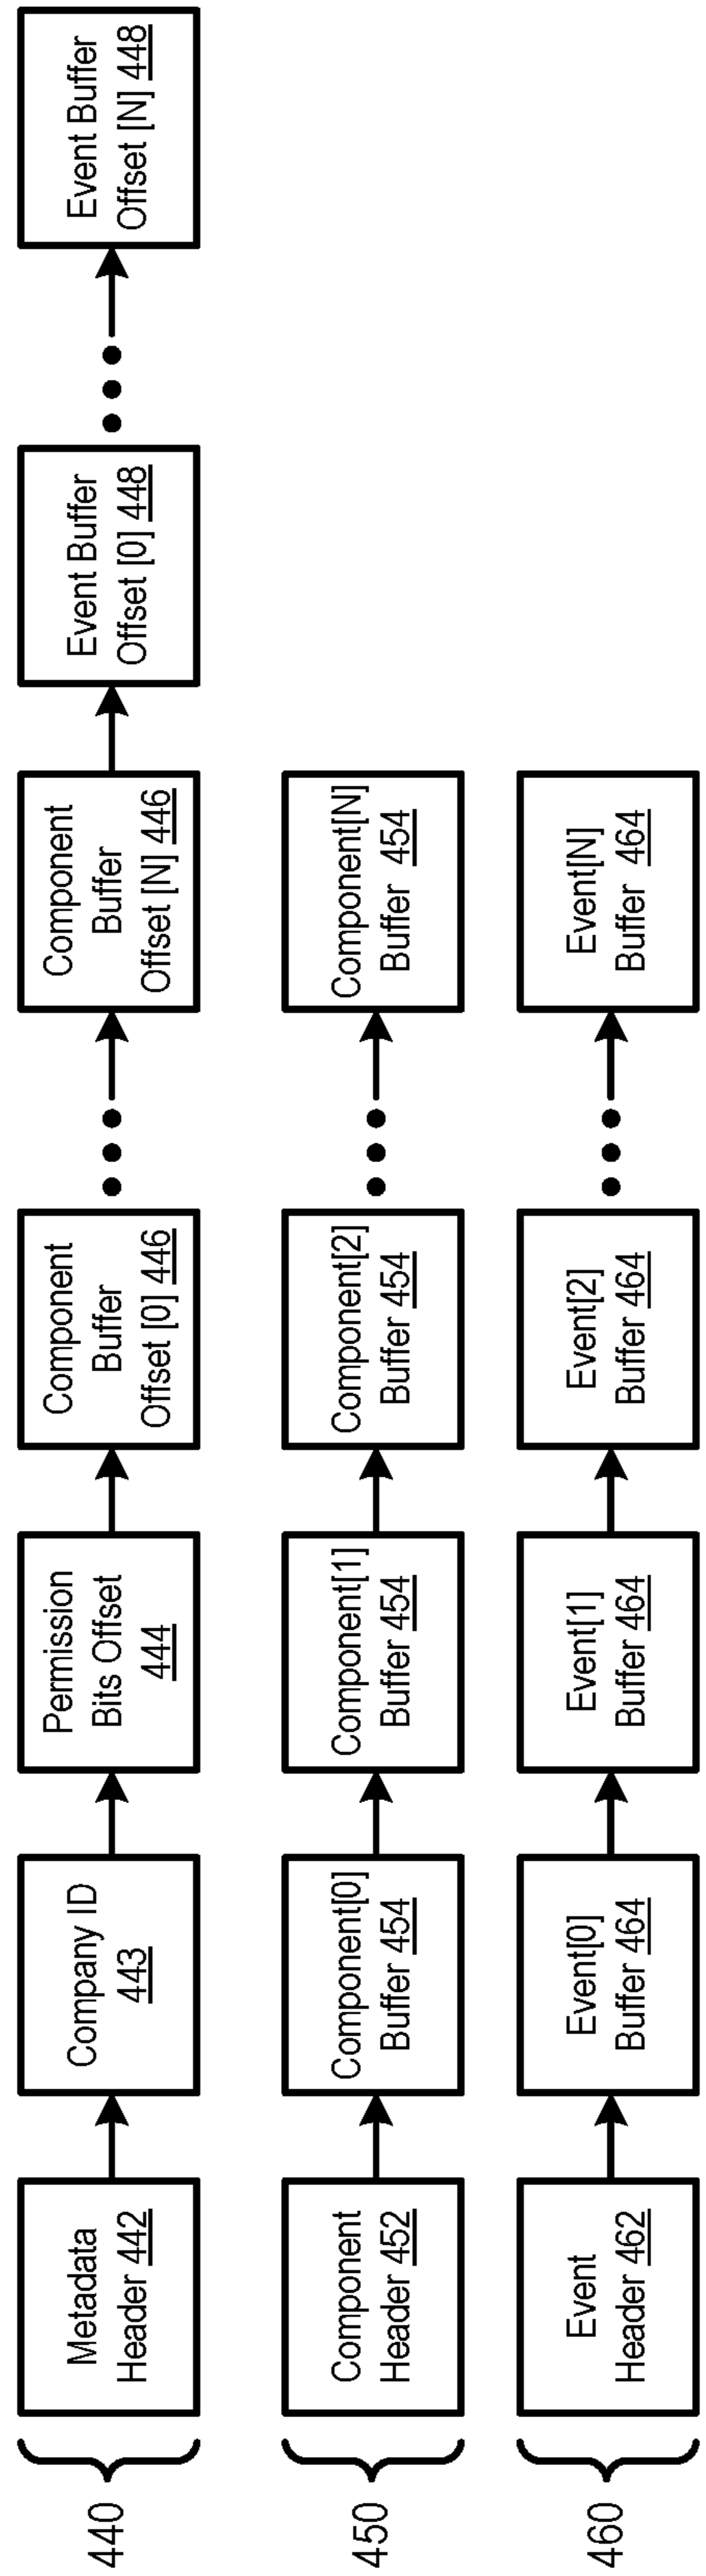 440
Metadata
Header 442
Company ID
443
Permission
Bits Offset
444
Component
Buffer
Offset [0] 446
Component
Buffer
Offset [N] 446
Event Buffer
Offset [0] 448
Event Buffer
Offset [N] 448
450
Component
Header 452
Component[0]
Buffer 454
Component[1]
Buffer 454
Component[2]
Buffer 454
Component[N]
Buffer 454
460
Event
Header 462
Event[0]
Buffer 464
Event[1]
Buffer 464
Event[2]
Buffer 464
Event[N]
Buffer 464